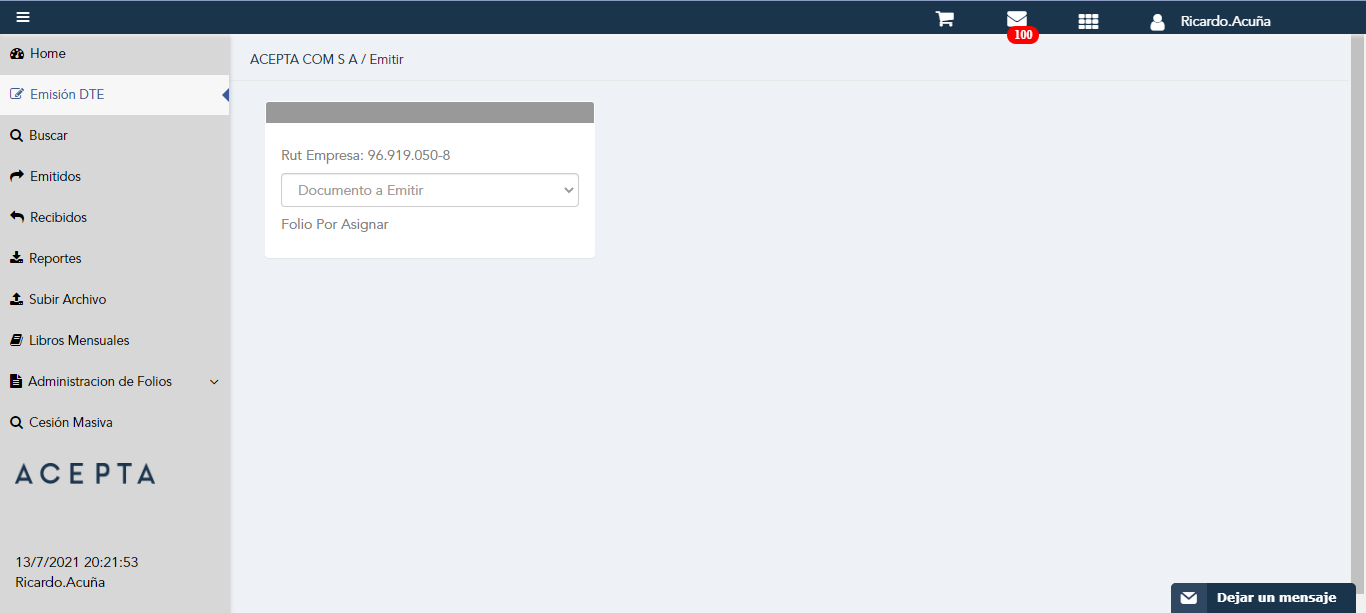 Ricardo.Acuña
100
Home
Emisión DTE
Buscar
Emitidos
Recibidos
Reportes
Subir Archivo
Libros Mensuales
Administracion de Folios
Cesión Masiva
ACEPTA
13/7/2021 20:21:53
Ricardo.Acuña
ACEPTA COM S A / Emitir
Rut Empresa: 96.919.050-8
Documento a Emitir
Folio Por Asignar
Dejar un mensaje